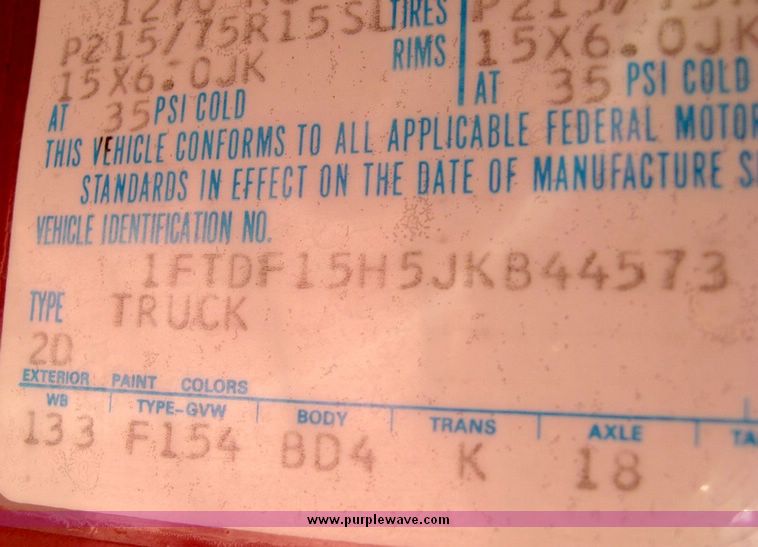 TIRES
P215/75R15SL
RIMS
15X6.0JK 15X6.0JK
AT 35 PSI COLD AT 35 PSI COLD
THIS VEHICLE CONFORMS TO ALL APPLICABLE FEDERAL MOTOR
STANDARDS IN EFFECT ON THE DATE OF MANUFACTURE
VEHICLE IDENTIFICATION NO.
1FTDF15H5JKB44573
TYPE TRUCK
2D
EXTERIOR PAINT COLORS
WB TYPE-GVW BODY TRANS AXLE TA
133 F154 BD4 K 18
www.purplewave.com